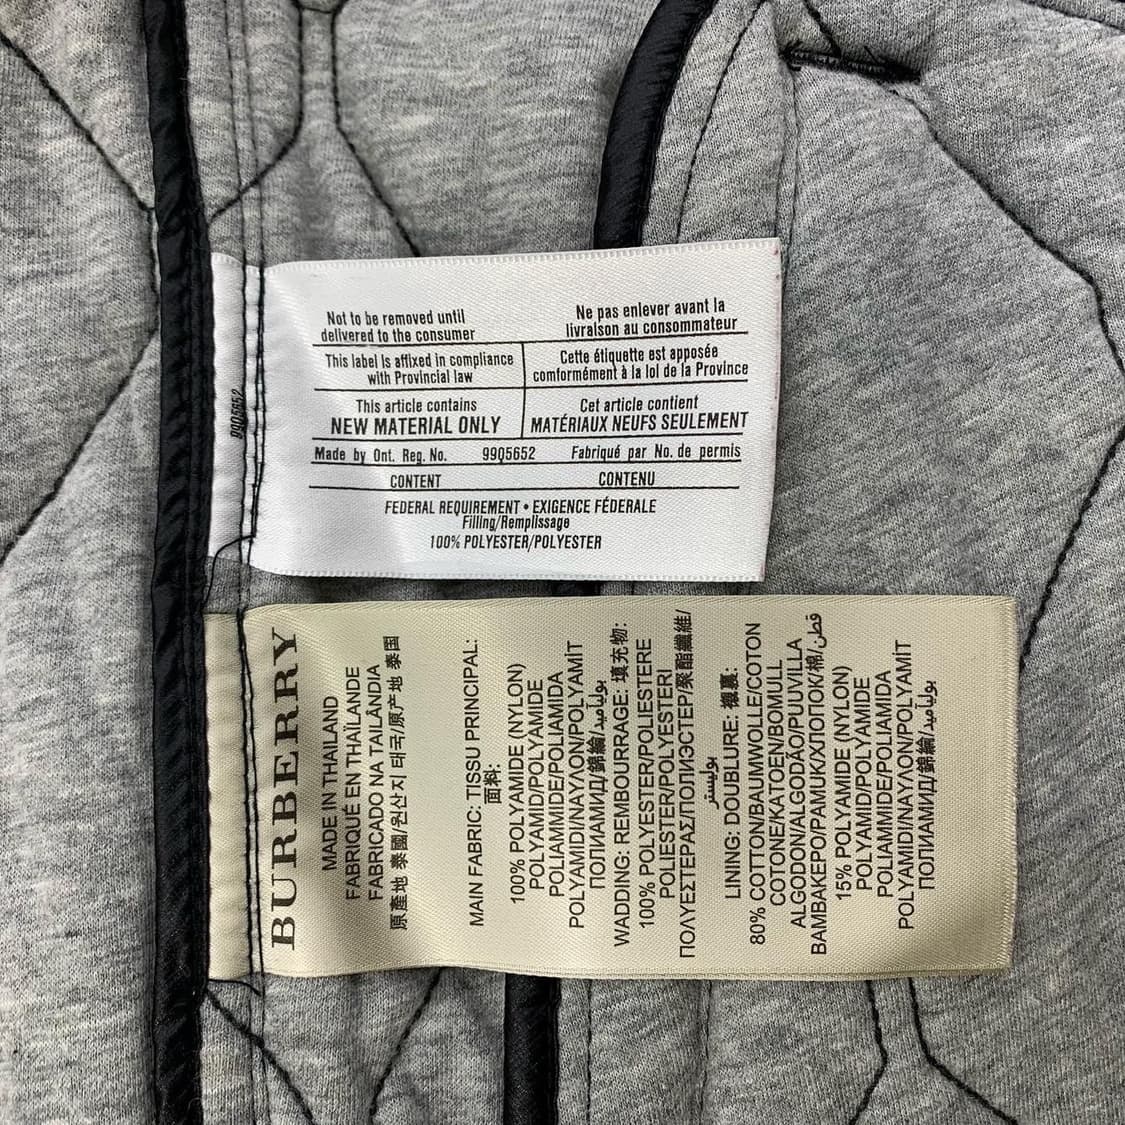 Not to be removed until
delivered to the consumer
Ne pas enlever avant la
livraison au consommateur
This label is affixed in compliance
with Provincial law
Cette étiquette est apposée
conformément à la loi de la Province
This article contains
NEW MATERIAL ONLY
Cet article contient
MATÉRIAUX NEUFS SEULEMENT
Made by Ont. Reg. No. 99Q5652 Fabriqué par No. de permis
CONTENT CONTENU
FEDERAL REQUIREMENT • EXIGENCE FÉDERALE
Filling/Remplissage
100% POLYESTER/POLYESTER
99Q5652
BURBERRY
MADE IN THAILAND
FABRIQUÉ EN THAÏLANDE
FABRICADO NA TAILÂNDIA
原產地 泰國/원산지 태국/原产地 泰国
MAIN FABRIC: TISSU PRINCIPAL:
面料:
100% POLYAMIDE (NYLON)
POLYAMID/POLYAMIDE
POLIAMMIDE/POLIAMIDA
POLYAMID/ΝΑΥΛΟΝ/POLYAMİT
ПОЛИАМИД/錦綸/بولياميد
WADDING: REMBOURRAGE: 填充物:
100% POLYESTER/POLIESTERE
POLIESTER/POLYESTERI
ΠΟΛΥΕΣΤΕΡΑΣ/ПОЛИЭСТЕР/聚酯纖維/
بوليستر
LINING: DOUBLURE: 襯裏:
80% COTTON/BAUMWOLLE/COTON
COTONE/KATOEN/BOMULL
ALGODON/ALGODÃO/PUUVILLA
ΒΑΜΒΑΚΕΡΟ/PAMUK/ХЛОПОК/棉/قطن
15% POLYAMIDE (NYLON)
POLYAMID/POLYAMIDE
POLIAMMIDE/POLIAMIDA
POLYAMID/ΝΑΥΛΟΝ/POLYAMİT
ПОЛИАМИД/錦綸/بولياميد